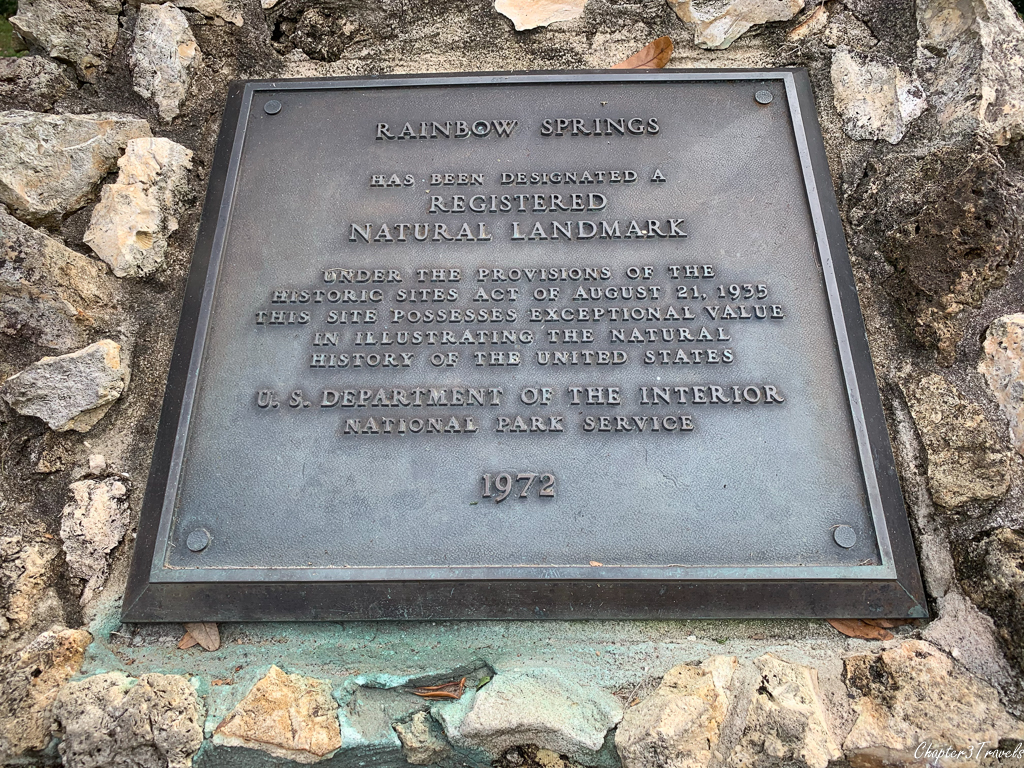 RAINBOW SPRINGS
HAS BEEN DESIGNATED A
REGISTERED
NATURAL LANDMARK
UNDER THE PROVISIONS OF THE
HISTORIC SITES ACT OF AUGUST 21, 1935
THIS SITE POSSESSES EXCEPTIONAL VALUE
IN ILLUSTRATING THE NATURAL
HISTORY OF THE UNITED STATES
U. S. DEPARTMENT OF THE INTERIOR
NATIONAL PARK SERVICE
1972
Chapter3Travels